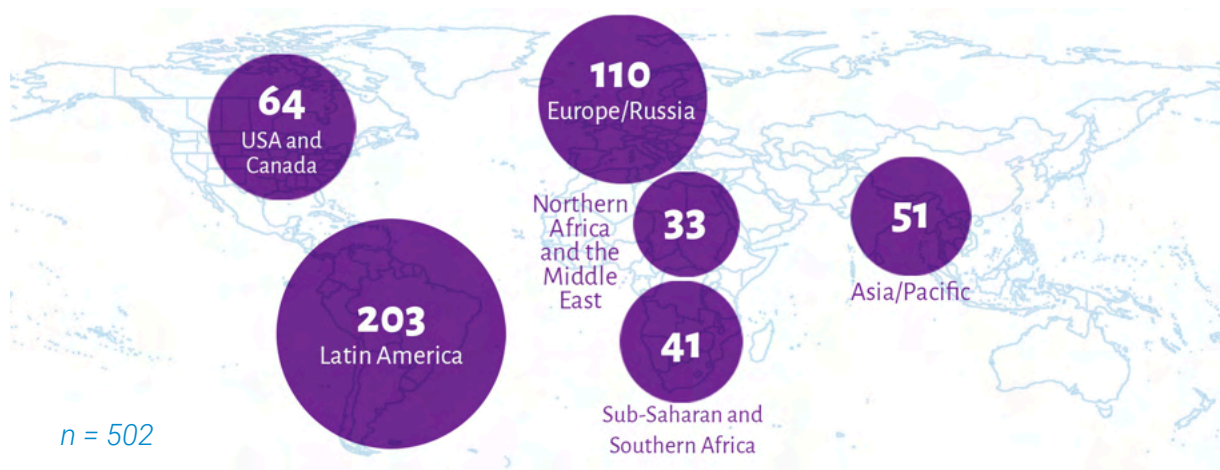 64
USA and
Canada
110
Europe/Russia
Northern
Africa
and the
Middle
East
33
51
Asia/Pacific
203
Latin America
41
Sub-Saharan and
Southern Africa
n = 502